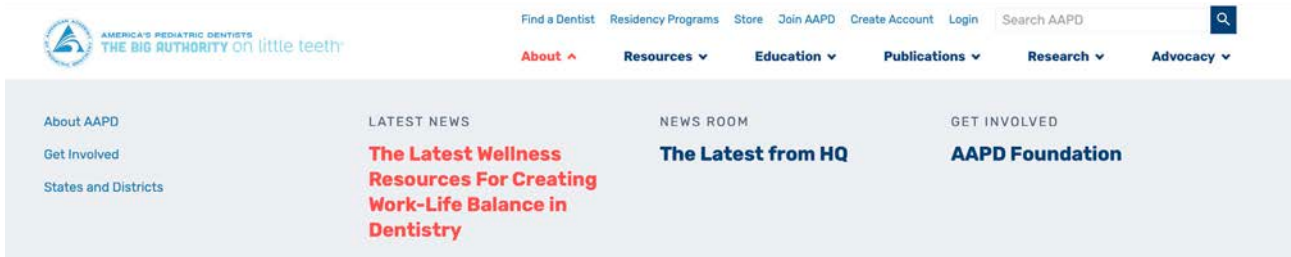 AMERICA'S PEDIATRIC DENTISTS
THE BIG AUTHORITY ON little teeth
Find a Dentist Residency Programs Store Join AAPD Create Account Login Search AAPD
About Resources Education Publications Research Advocacy
About AAPD
Get Involved
States and Districts
LATEST NEWS
The Latest Wellness
Resources For Creating
Work-Life Balance in
Dentistry
NEWS ROOM
The Latest from HQ
GET INVOLVED
AAPD Foundation